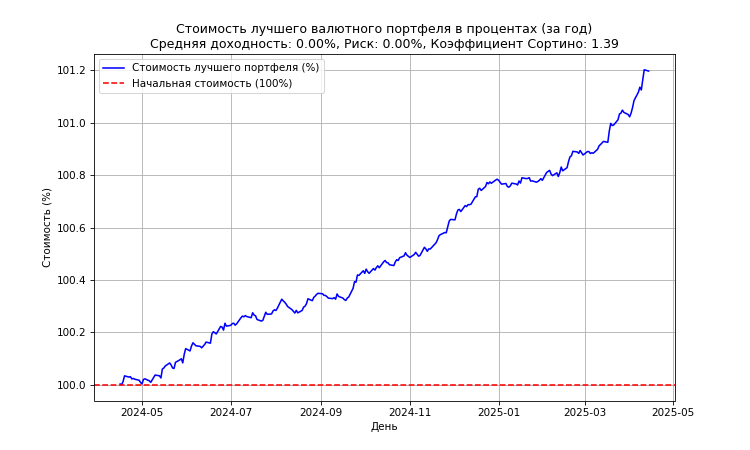 Стоимость лучшего валютного портфеля в процентах (за год)
Средняя доходность: 0.00%, Риск: 0.00%, Коэффициент Сортино: 1.39
Стоимость лучшего портфеля (%)
Начальная стоимость (100%)
Стоимость (%)
101.2
101.0
100.8
100.6
100.4
100.2
100.0
2024-05 2024-07 2024-09 2024-11 2025-01 2025-03 2025-05
День